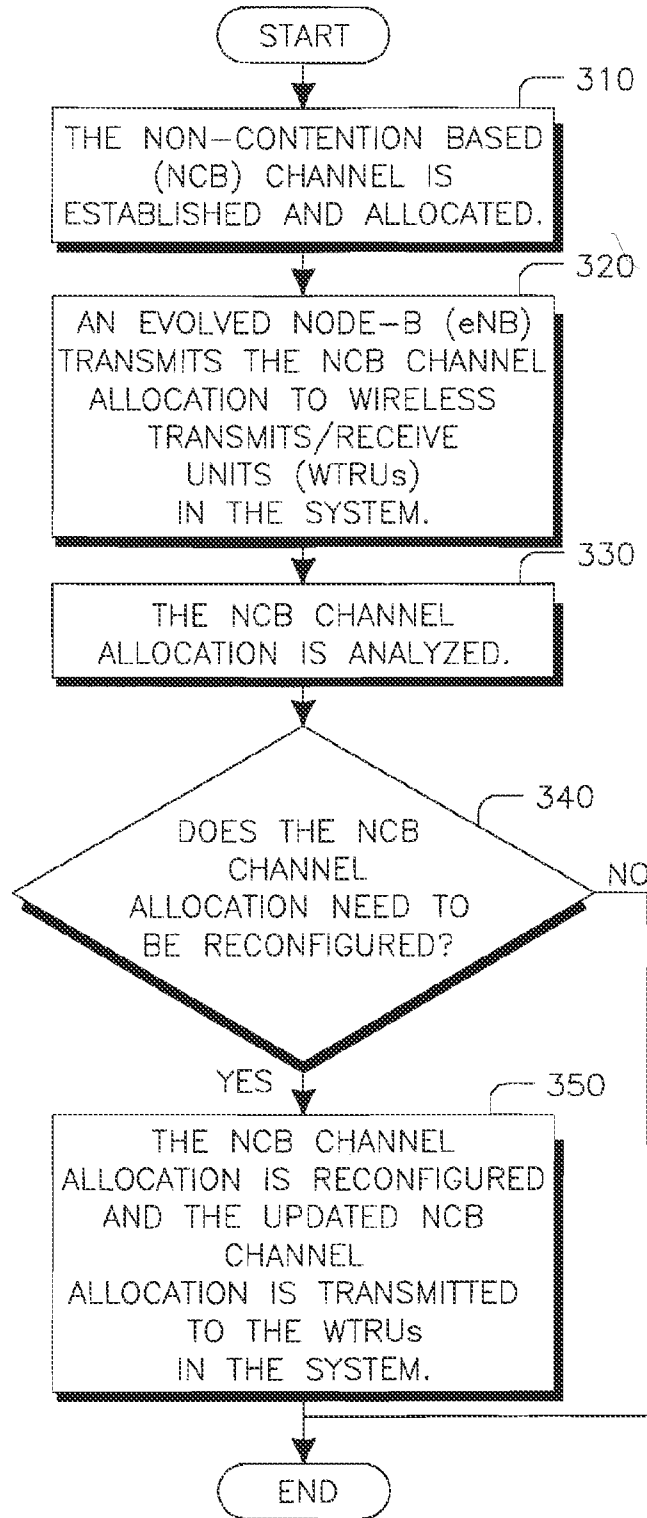 START
310
THE NON-CONTENTION BASED
(NCB) CHANNEL IS
ESTABLISHED AND ALLOCATED.
320
AN EVOLVED NODE-B (eNB)
TRANSMITS THE NCB CHANNEL
ALLOCATION TO WIRELESS
TRANSMITS/RECEIVE
UNITS (WTRUs)
IN THE SYSTEM.
330
THE NCB CHANNEL
ALLOCATION IS ANALYZED.
340
DOES THE NCB
CHANNEL
ALLOCATION NEED TO
BE RECONFIGURED?
NO
YES
350
THE NCB CHANNEL
ALLOCATION IS RECONFIGURED
AND THE UPDATED NCB
CHANNEL
ALLOCATION IS TRANSMITTED
TO THE WTRUs
IN THE SYSTEM.
END